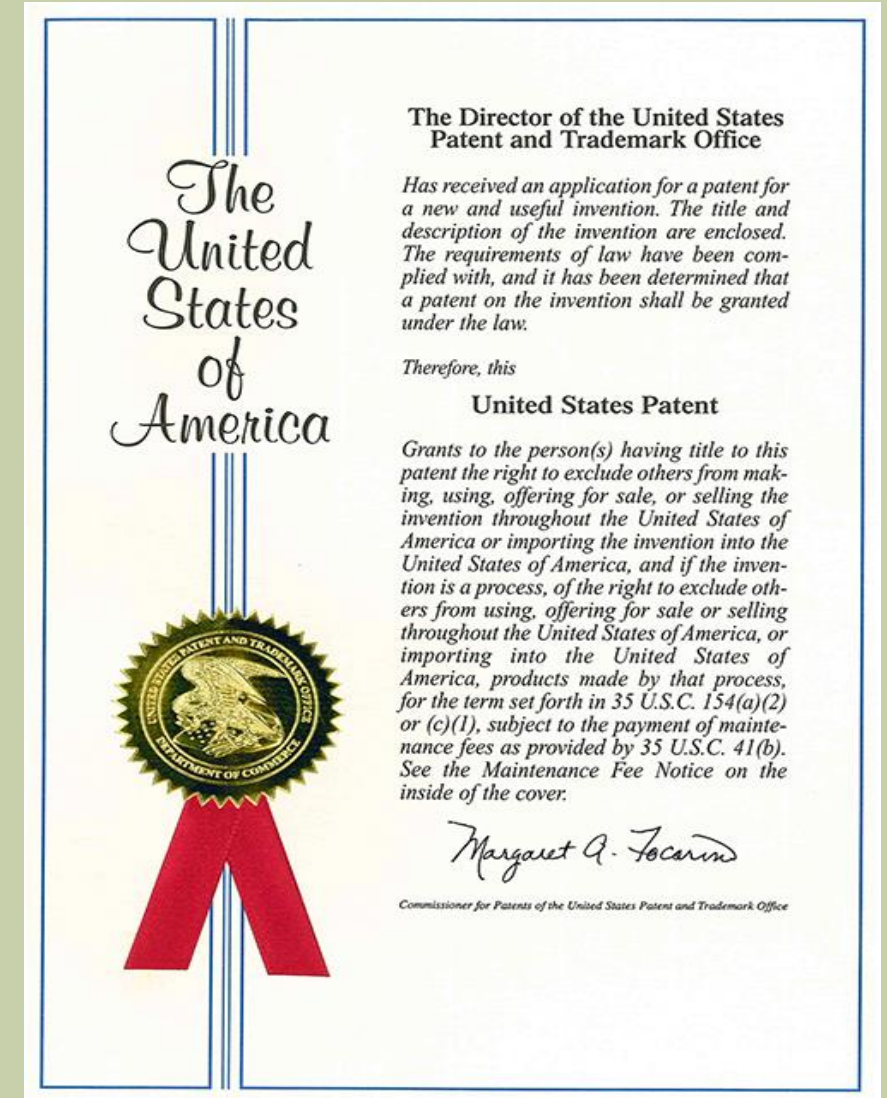 The
United
States
of
America
The Director of the United States
Patent and Trademark Office
Has received an application for a patent for
a new and useful invention. The title and
description of the invention are enclosed.
The requirements of law have been com-
plied with, and it has been determined that
a patent on the invention shall be granted
under the law.
Therefore, this
United States Patent
Grants to the person(s) having title to this
patent the right to exclude others from mak-
ing, using, offering for sale, or selling the
invention throughout the United States of
America or importing the invention into the
United States of America, and if the inven-
tion is a process, of the right to exclude oth-
ers from using, offering for sale or selling
throughout the United States of America, or
importing into the United States of
America, products made by that process,
for the term set forth in 35 U.S.C. 154(a)(2)
or (c)(1), subject to the payment of mainte-
nance fees as provided by 35 U.S.C. 41(b).
See the Maintenance Fee Notice on the
inside of the cover.
Margaret A. Focarino
Commissioner for Patents of the United States Patent and Trademark Office
UNITED STATES PATENT AND TRADEMARK OFFICE
DEPARTMENT OF COMMERCE